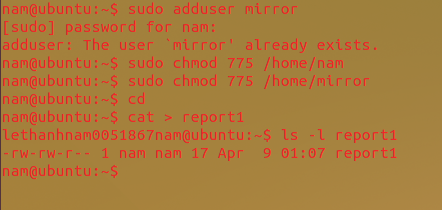 nam@ubuntu:~$ sudo adduser mirror
[sudo] password for nam:
adduser: The user `mirror' already exists.
nam@ubuntu:~$ sudo chmod 775 /home/nam
nam@ubuntu:~$ sudo chmod 775 /home/mirror
nam@ubuntu:~$ cd
nam@ubuntu:~$ cat > report1
lethanhnam0051867nam@ubuntu:~$ ls -l report1
-rw-rw-r-- 1 nam nam 17 Apr  9 01:07 report1
nam@ubuntu:~$